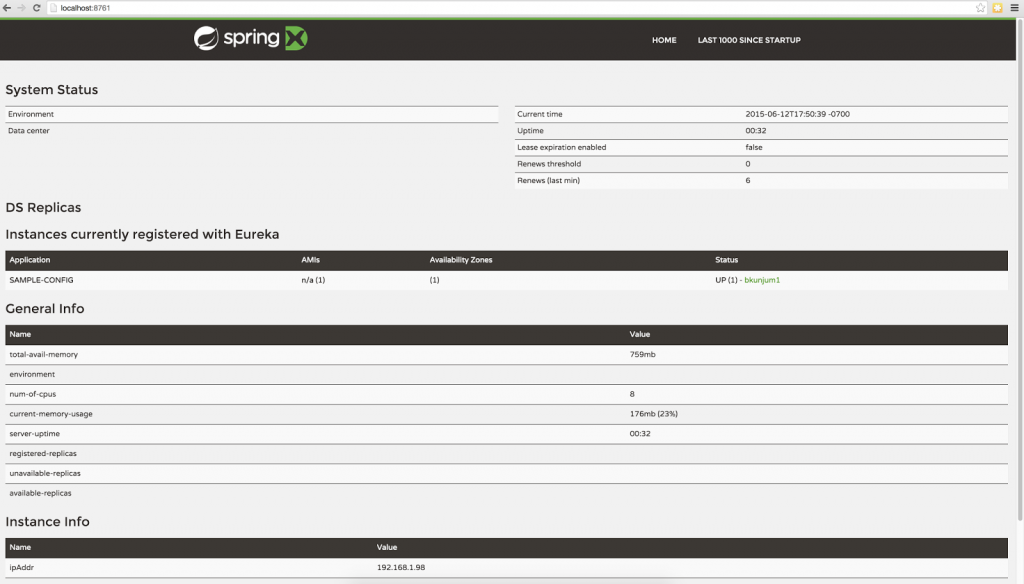 localhost:8761
spring
HOME LAST 1000 SINCE STARTUP
System Status
Environment
Data center
Current time 2015-06-12T17:50:39 -0700
Uptime 00:32
Lease expiration enabled false
Renews threshold 0
Renews (last min) 6
DS Replicas
Instances currently registered with Eureka
Application AMIs Availability Zones Status
SAMPLE-CONFIG n/a (1) (1) UP (1) - bkunjum1
General Info
Name Value
total-avail-memory 759mb
environment
num-of-cpus 8
current-memory-usage 176mb (23%)
server-uptime 00:32
registered-replicas
unavailable-replicas
available-replicas
Instance Info
Name Value
ipAddr 192.168.1.98